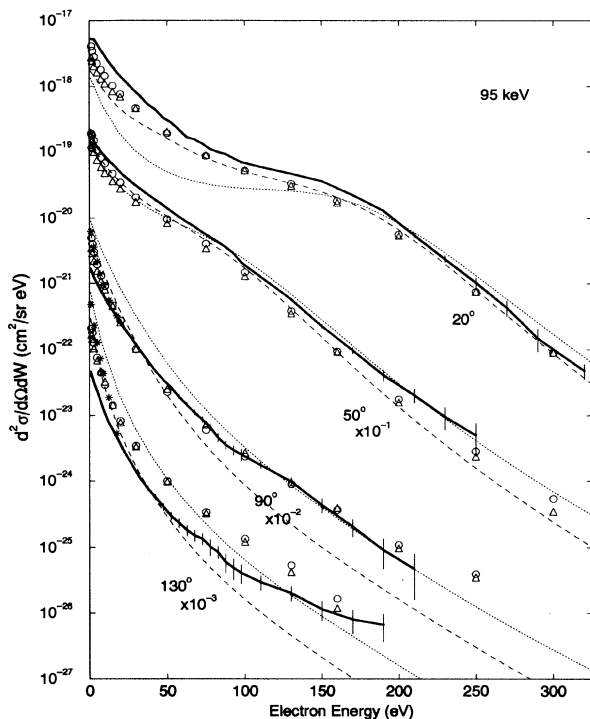 10⁻¹⁷
10⁻¹⁸
10⁻¹⁹
10⁻²⁰
10⁻²¹
10⁻²²
10⁻²³
10⁻²⁴
10⁻²⁵
10⁻²⁶
10⁻²⁷
d²σ/dΩdW (cm²/sr eV)
95 keV
20°
50°
x10⁻¹
90°
x10⁻²
130°
x10⁻³
0 50 100 150 200 250 300
Electron Energy (eV)